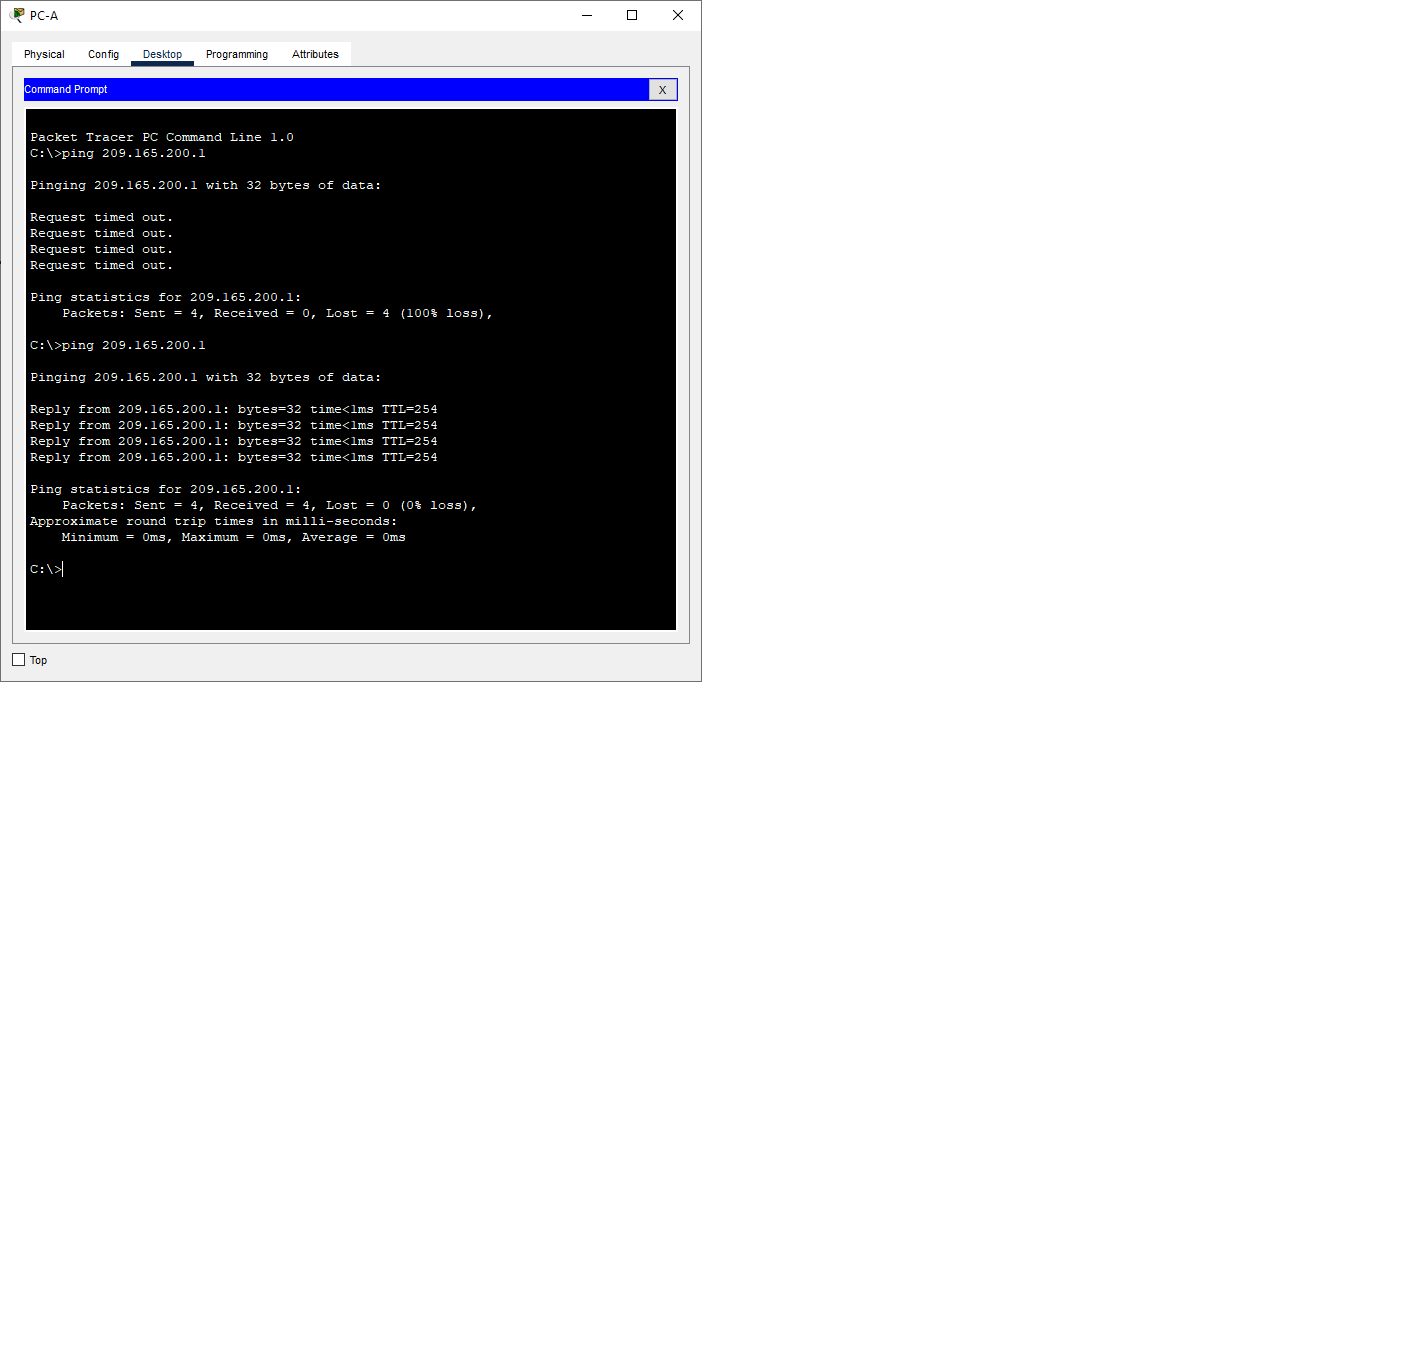 PC-A
Physical Config Desktop Programming Attributes
Command Prompt X
Packet Tracer PC Command Line 1.0
C:\>ping 209.165.200.1
Pinging 209.165.200.1 with 32 bytes of data:
Request timed out.
Request timed out.
Request timed out.
Request timed out.
Ping statistics for 209.165.200.1:
Packets: Sent = 4, Received = 0, Lost = 4 (100% loss),
C:\>ping 209.165.200.1
Pinging 209.165.200.1 with 32 bytes of data:
Reply from 209.165.200.1: bytes=32 time<1ms TTL=254
Reply from 209.165.200.1: bytes=32 time<1ms TTL=254
Reply from 209.165.200.1: bytes=32 time<1ms TTL=254
Reply from 209.165.200.1: bytes=32 time<1ms TTL=254
Ping statistics for 209.165.200.1:
Packets: Sent = 4, Received = 4, Lost = 0 (0% loss),
Approximate round trip times in milli-seconds:
Minimum = 0ms, Maximum = 0ms, Average = 0ms
C:\>
Top